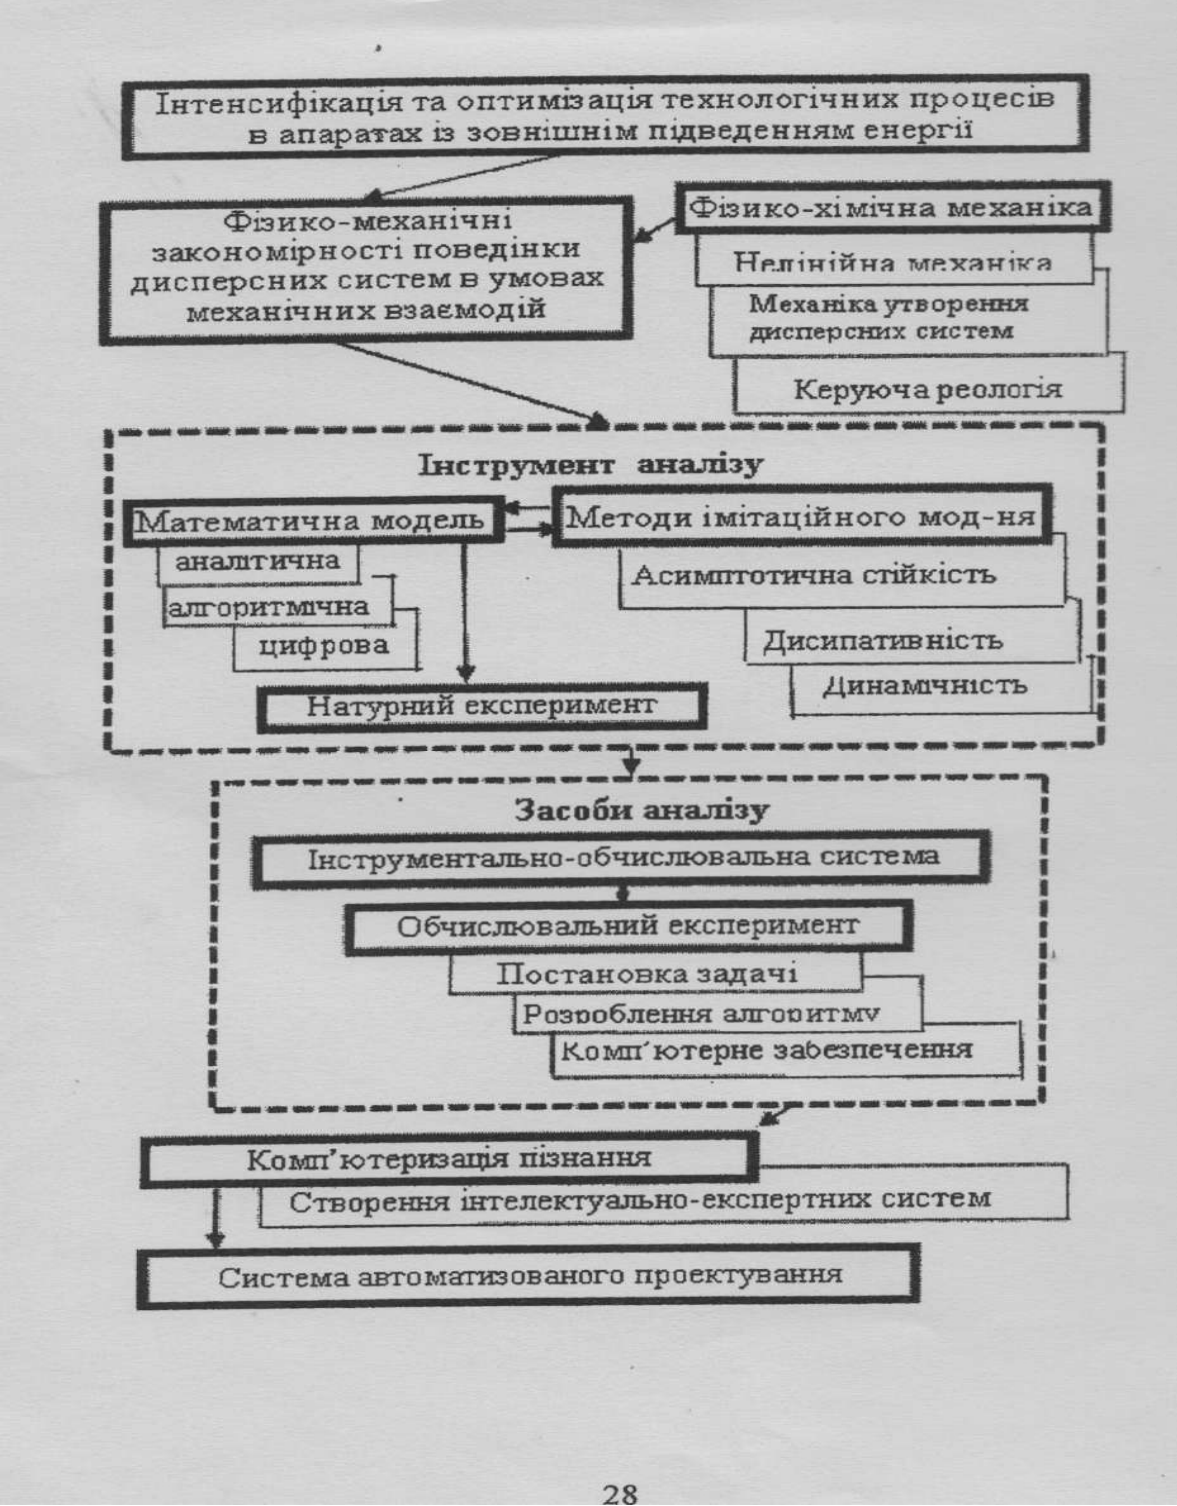 Інтенсифікація та оптимізація технологічних процесів
в апаратах із зовнішнім підведенням енергії
Фізико-механічні
закономірності поведінки
дисперсних систем в умовах
механічних взаємодій
Фізико-хімічна механіка
Нелінійна механіка
Механіка утворення
дисперсних систем
Керуюча реологія
Інструмент аналізу
Математична модель
аналітична
алгоритмічна
цифрова
Методи імітаційного мод-ня
Асимптотична стійкість
Дисипативність
Динамічність
Натурний експеримент
Засоби аналізу
Інструментально-обчислювальна система
Обчислювальний експеримент
Постановка задачі
Розроблення алгоритму
Комп'ютерне забезпечення
Комп'ютеризація пізнання
Створення інтелектуально-експертних систем
Система автоматизованого проектування
28